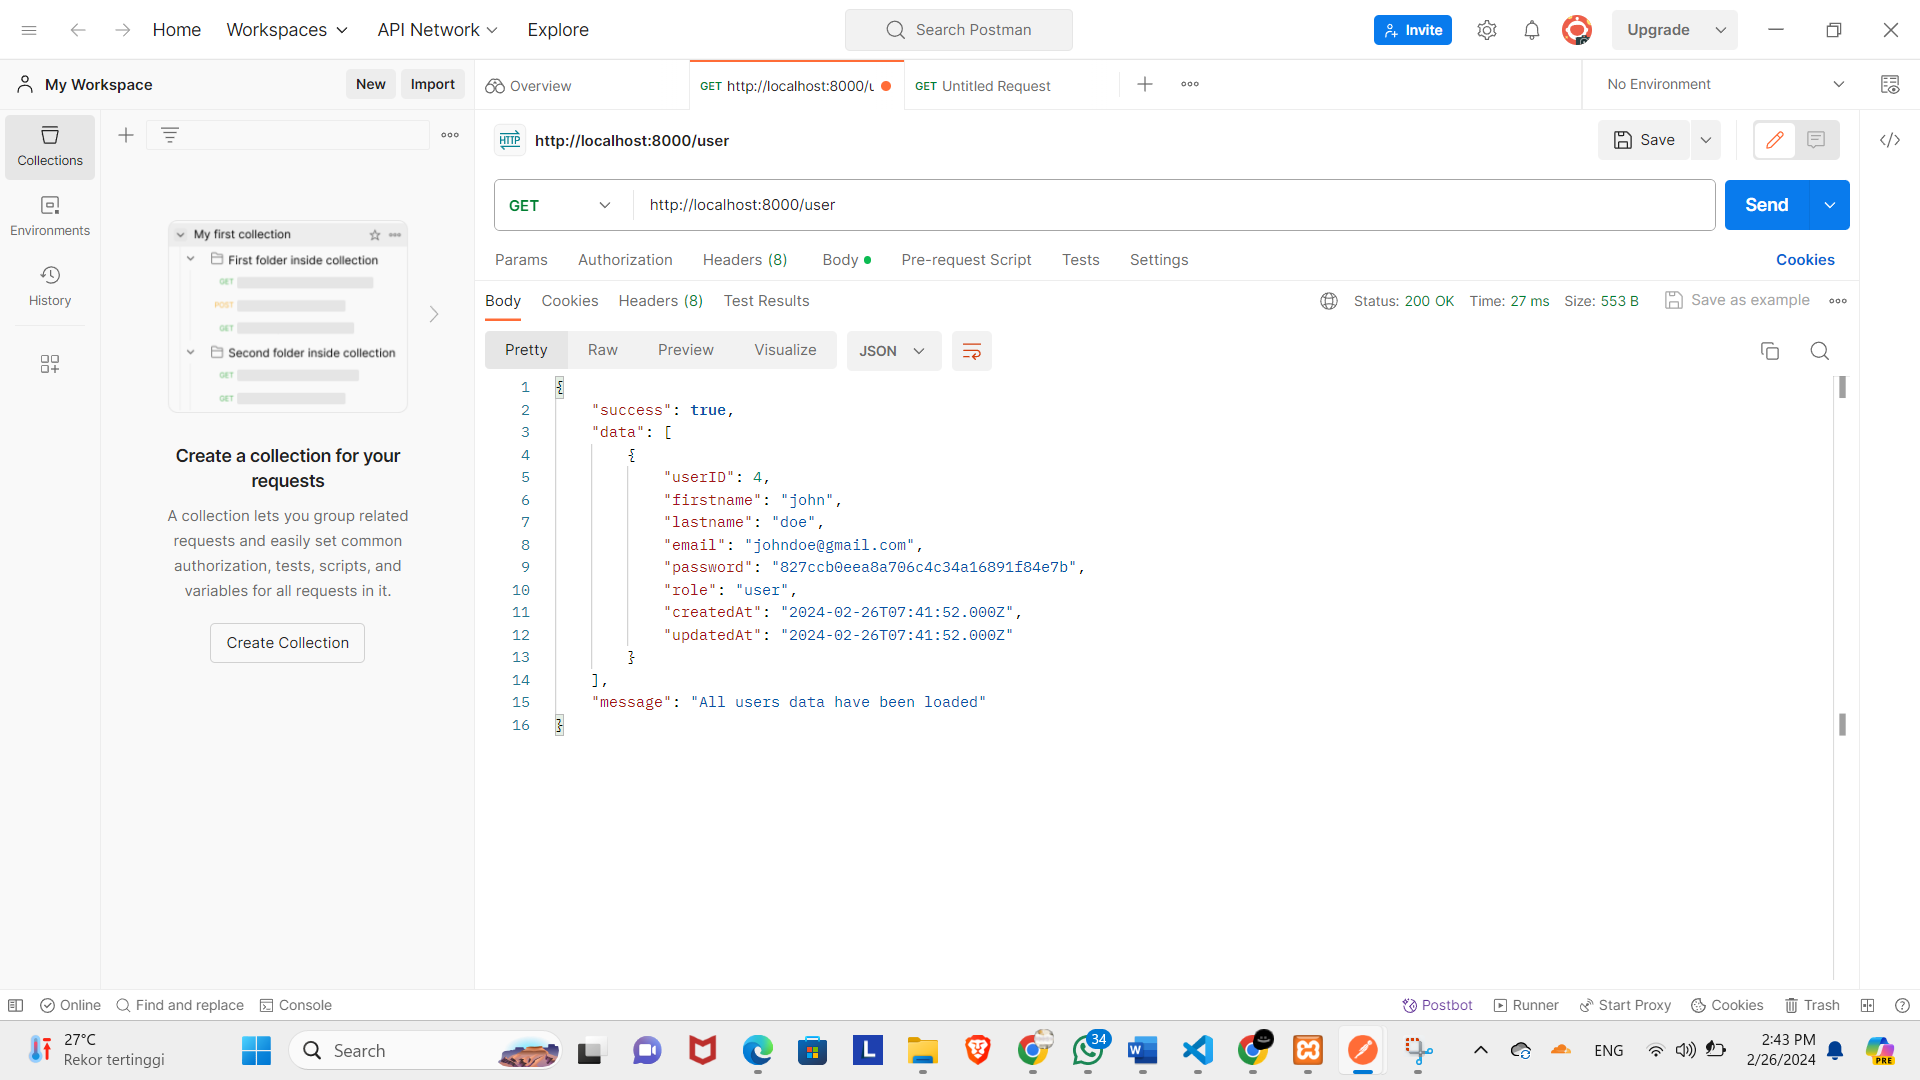 Home
Workspaces
API Network
Explore
Search Postman
Invite
Upgrade
My Workspace
New
Import
Overview
GET http://localhost:8000/u
GET Untitled Request
No Environment
Collections
Environments
History
HTTP http://localhost:8000/user
Save
GET
http://localhost:8000/user
Send
Params
Authorization
Headers (8)
Body
Pre-request Script
Tests
Settings
Cookies
Body
Cookies
Headers (8)
Test Results
Status: 200 OK
Time: 27 ms
Size: 553 B
Save as example
Pretty
Raw
Preview
Visualize
JSON
My first collection
First folder inside collection
GET
POST
GET
Second folder inside collection
GET
GET
Create a collection for your
requests
A collection lets you group related
requests and easily set common
authorization, tests, scripts, and
variables for all requests in it.
Create Collection
1 {
2 "success": true,
3 "data": [
4 {
5 "userID": 4,
6 "firstname": "john",
7 "lastname": "doe",
8 "email": "johndoe@gmail.com",
9 "password": "827ccb0eea8a706c4c34a16891f84e7b",
10 "role": "user",
11 "createdAt": "2024-02-26T07:41:52.000Z",
12 "updatedAt": "2024-02-26T07:41:52.000Z"
13 }
14 ],
15 "message": "All users data have been loaded"
16 }
Online
Find and replace
Console
Postbot
Runner
Start Proxy
Cookies
Trash
27°C
Rekor tertinggi
Search
L
34
W
ENG
2:43 PM
2/26/2024
PRE